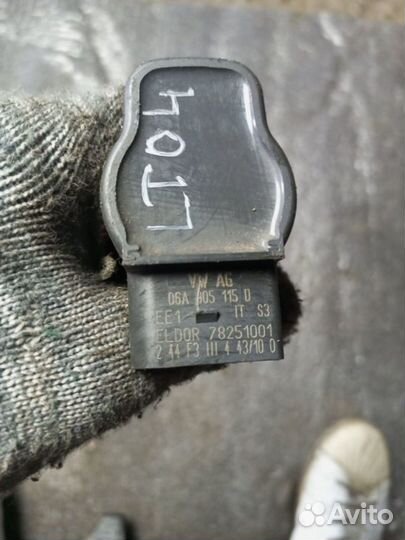 L104
VW AG
06A 905 115 D
EE1 IT S3
ELDOR 78251001
2 44 F3 III 4 43/10 0
Avito